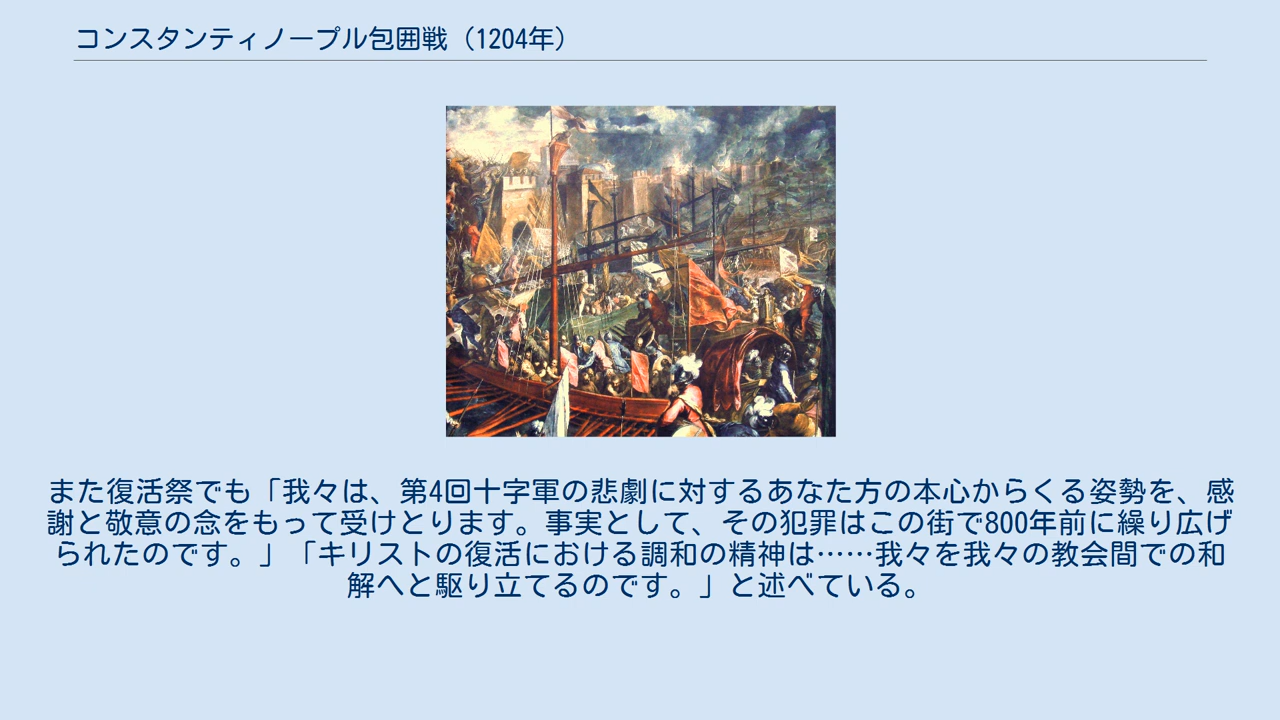 コンスタンティノープル包囲戦（1204年）
また復活祭でも「我々は、第4回十字軍の悲劇に対するあなた方の本心からくる姿勢を、感
謝と敬意の念をもって受けとります。事実として、その犯罪はこの街で800年前に繰り広げ
られたのです。」「キリストの復活における調和の精神は……我々を我々の教会間での和
解へと駆り立てるのです。」と述べている。